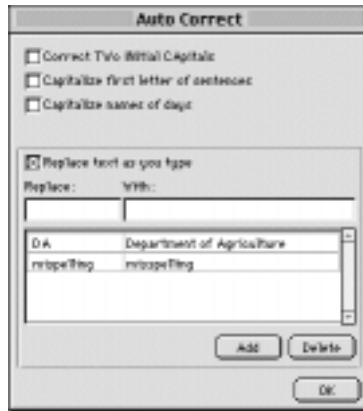 Auto Correct
Correct TWo INitial CApitals
Capitalize first letter of sentences
Capitalize names of days
Replace text as you type
Replace: With:
DA Department of Agriculture
mispelling misspelling
Add Delete
OK